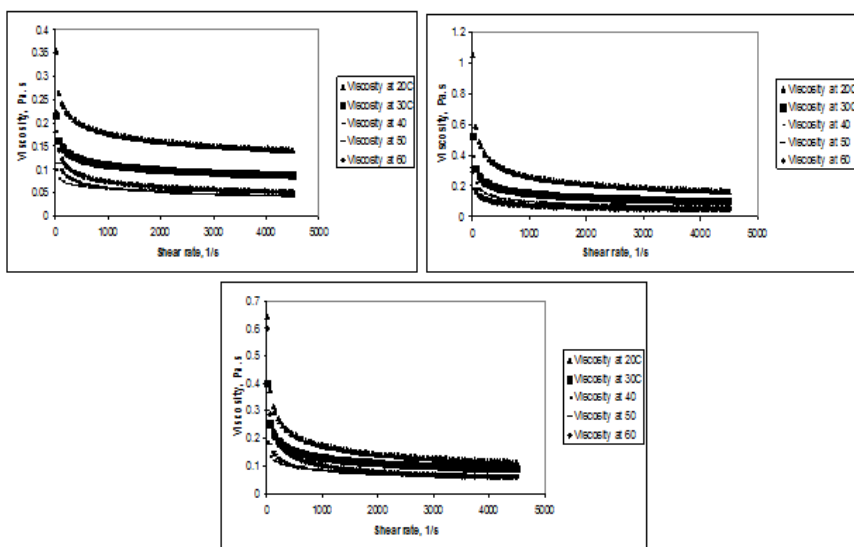 0.4
0.35
0.3
0.25
0.2
0.15
0.1
0.05
0
Viscosity, Pa.s
0 1000 2000 3000 4000 5000
Shear rate, 1/s
Viscosity at 20C
Viscosity at 30C
Viscosity at 40
Viscosity at 50
Viscosity at 60
1.2
1
0.8
0.6
0.4
0.2
0
Viscosity, Pa.s
0 1000 2000 3000 4000 5000
Shear rate, 1/s
Viscosity at 20C
Viscosity at 30C
Viscosity at 40
Viscosity at 50
Viscosity at 60
0.7
0.6
0.5
0.4
0.3
0.2
0.1
0
Viscosity, Pa.s
0 1000 2000 3000 4000 5000
Shear rate, 1/s
Viscosity at 20C
Viscosity at 30C
Viscosity at 40
Viscosity at 50
Viscosity at 60